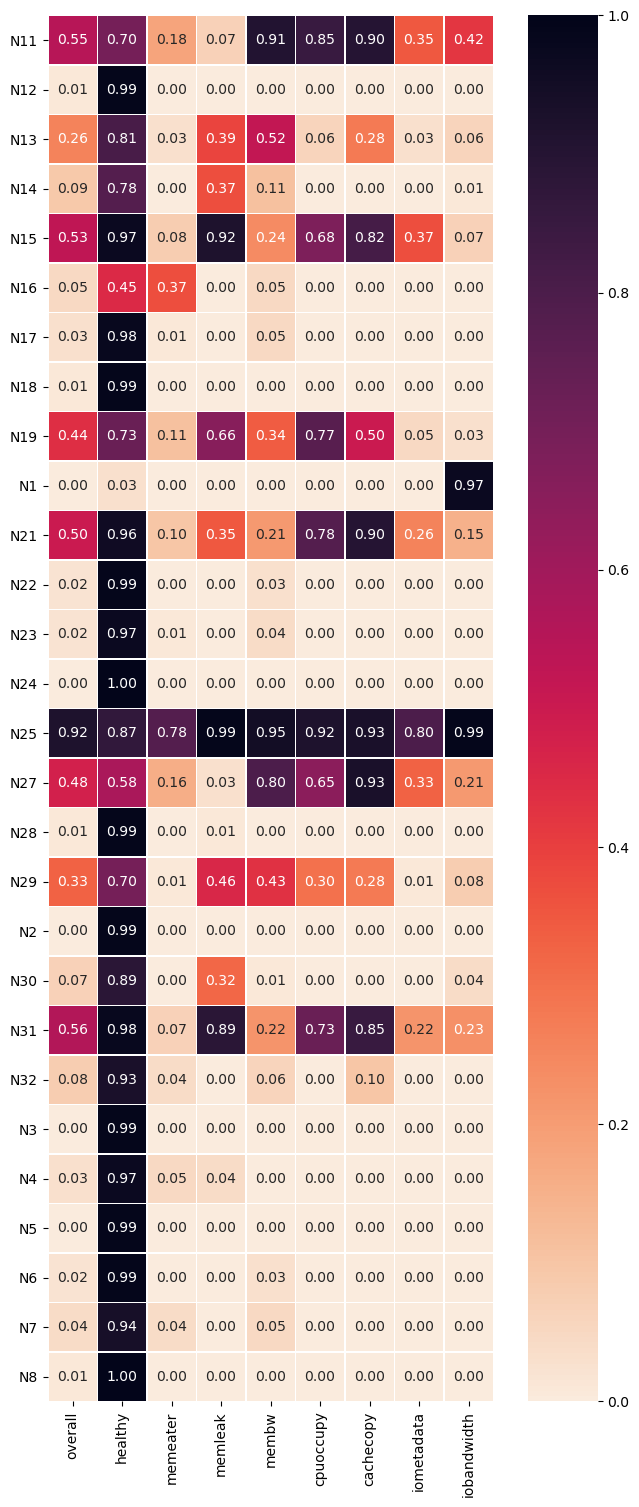 N11 0.55 0.70 0.18 0.07 0.91 0.85 0.90 0.35 0.42
N12 0.01 0.99 0.00 0.00 0.00 0.00 0.00 0.00 0.00
N13 0.26 0.81 0.03 0.39 0.52 0.06 0.28 0.03 0.06
N14 0.09 0.78 0.00 0.37 0.11 0.00 0.00 0.00 0.01
N15 0.53 0.97 0.08 0.92 0.24 0.68 0.82 0.37 0.07
N16 0.05 0.45 0.37 0.00 0.05 0.00 0.00 0.00 0.00
N17 0.03 0.98 0.01 0.00 0.05 0.00 0.00 0.00 0.00
N18 0.01 0.99 0.00 0.00 0.00 0.00 0.00 0.00 0.00
N19 0.44 0.73 0.11 0.66 0.34 0.77 0.50 0.05 0.03
N1 0.00 0.03 0.00 0.00 0.00 0.00 0.00 0.00 0.97
N21 0.50 0.96 0.10 0.35 0.21 0.78 0.90 0.26 0.15
N22 0.02 0.99 0.00 0.00 0.03 0.00 0.00 0.00 0.00
N23 0.02 0.97 0.01 0.00 0.04 0.00 0.00 0.00 0.00
N24 0.00 1.00 0.00 0.00 0.00 0.00 0.00 0.00 0.00
N25 0.92 0.87 0.78 0.99 0.95 0.92 0.93 0.80 0.99
N27 0.48 0.58 0.16 0.03 0.80 0.65 0.93 0.33 0.21
N28 0.01 0.99 0.00 0.01 0.00 0.00 0.00 0.00 0.00
N29 0.33 0.70 0.01 0.46 0.43 0.30 0.28 0.01 0.08
N2 0.00 0.99 0.00 0.00 0.00 0.00 0.00 0.00 0.00
N30 0.07 0.89 0.00 0.32 0.01 0.00 0.00 0.00 0.04
N31 0.56 0.98 0.07 0.89 0.22 0.73 0.85 0.22 0.23
N32 0.08 0.93 0.04 0.00 0.06 0.00 0.10 0.00 0.00
N3 0.00 0.99 0.00 0.00 0.00 0.00 0.00 0.00 0.00
N4 0.03 0.97 0.05 0.04 0.00 0.00 0.00 0.00 0.00
N5 0.00 0.99 0.00 0.00 0.00 0.00 0.00 0.00 0.00
N6 0.02 0.99 0.00 0.00 0.03 0.00 0.00 0.00 0.00
N7 0.04 0.94 0.04 0.00 0.05 0.00 0.00 0.00 0.00
N8 0.01 1.00 0.00 0.00 0.00 0.00 0.00 0.00 0.00
overall healthy memeater memleak membw cpuoccupy cachecopy iometadata iobandwidth
1.0
0.8
0.6
0.4
0.2
0.0